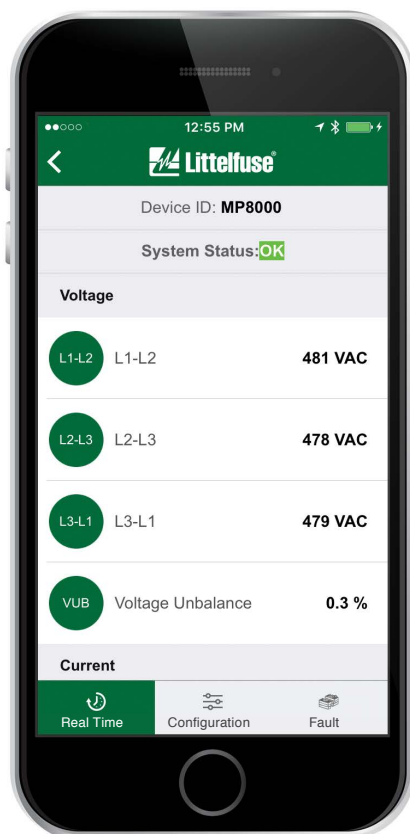 12:55 PM
Littelfuse®
Device ID: MP8000
System Status:OK
Voltage
L1-L2 L1-L2 481 VAC
L2-L3 L2-L3 478 VAC
L3-L1 L3-L1 479 VAC
VUB Voltage Unbalance 0.3 %
Current
Real Time Configuration Fault